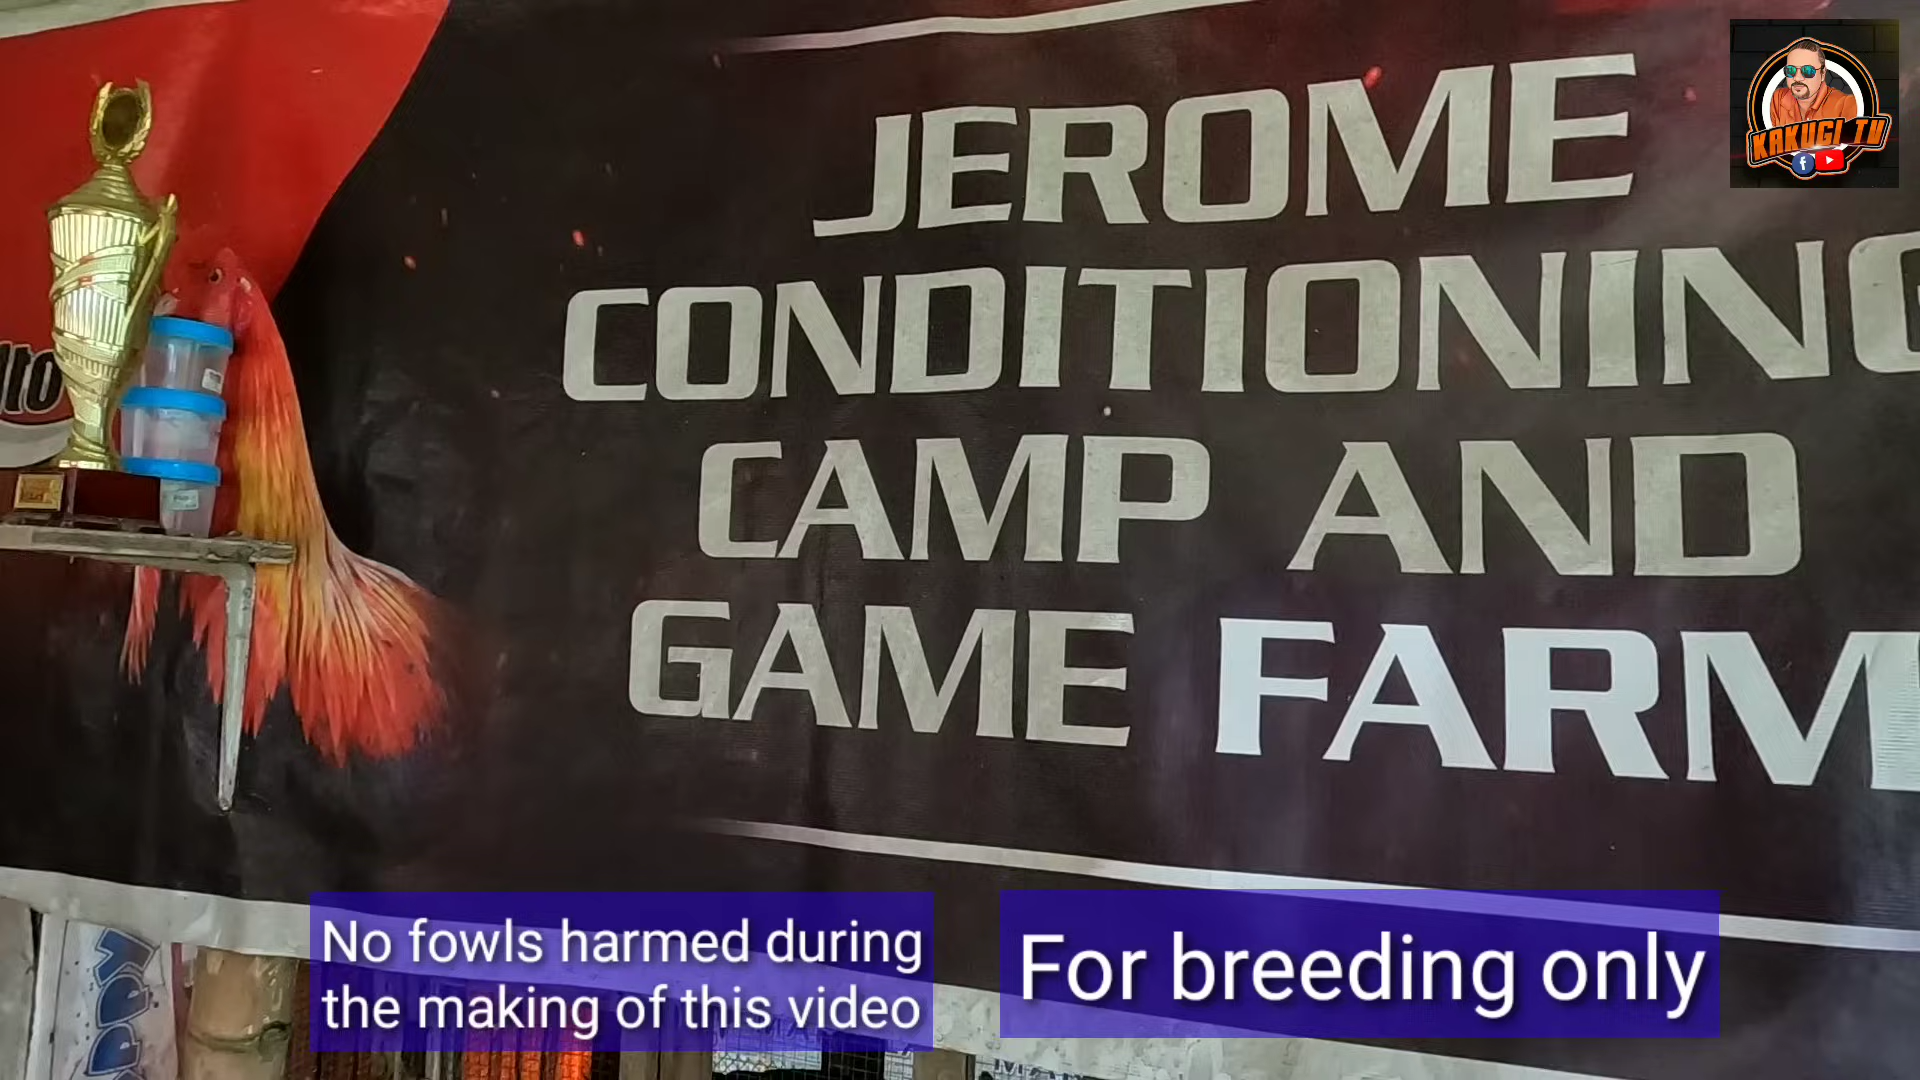 KAKUGI TV
JEROME
CONDITIONING
CAMP AND
GAME FARM
No fowls harmed during
the making of this video
For breeding only